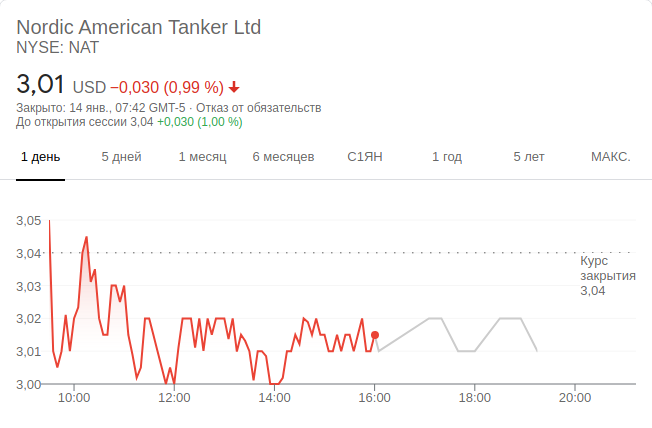 Nordic American Tanker Ltd
NYSE: NAT
3,01 USD −0,030 (0,99 %)
Закрыто: 14 янв., 07:42 GMT-5 · Отказ от обязательств
До открытия сессии 3,04 +0,030 (1,00 %)
1 день 5 дней 1 месяц 6 месяцев С1ЯН 1 год 5 лет МАКС.
3,05
3,04
Курс
закрытия
3,04
3,03
3,02
3,01
3,00
10:00 12:00 14:00 16:00 18:00 20:00